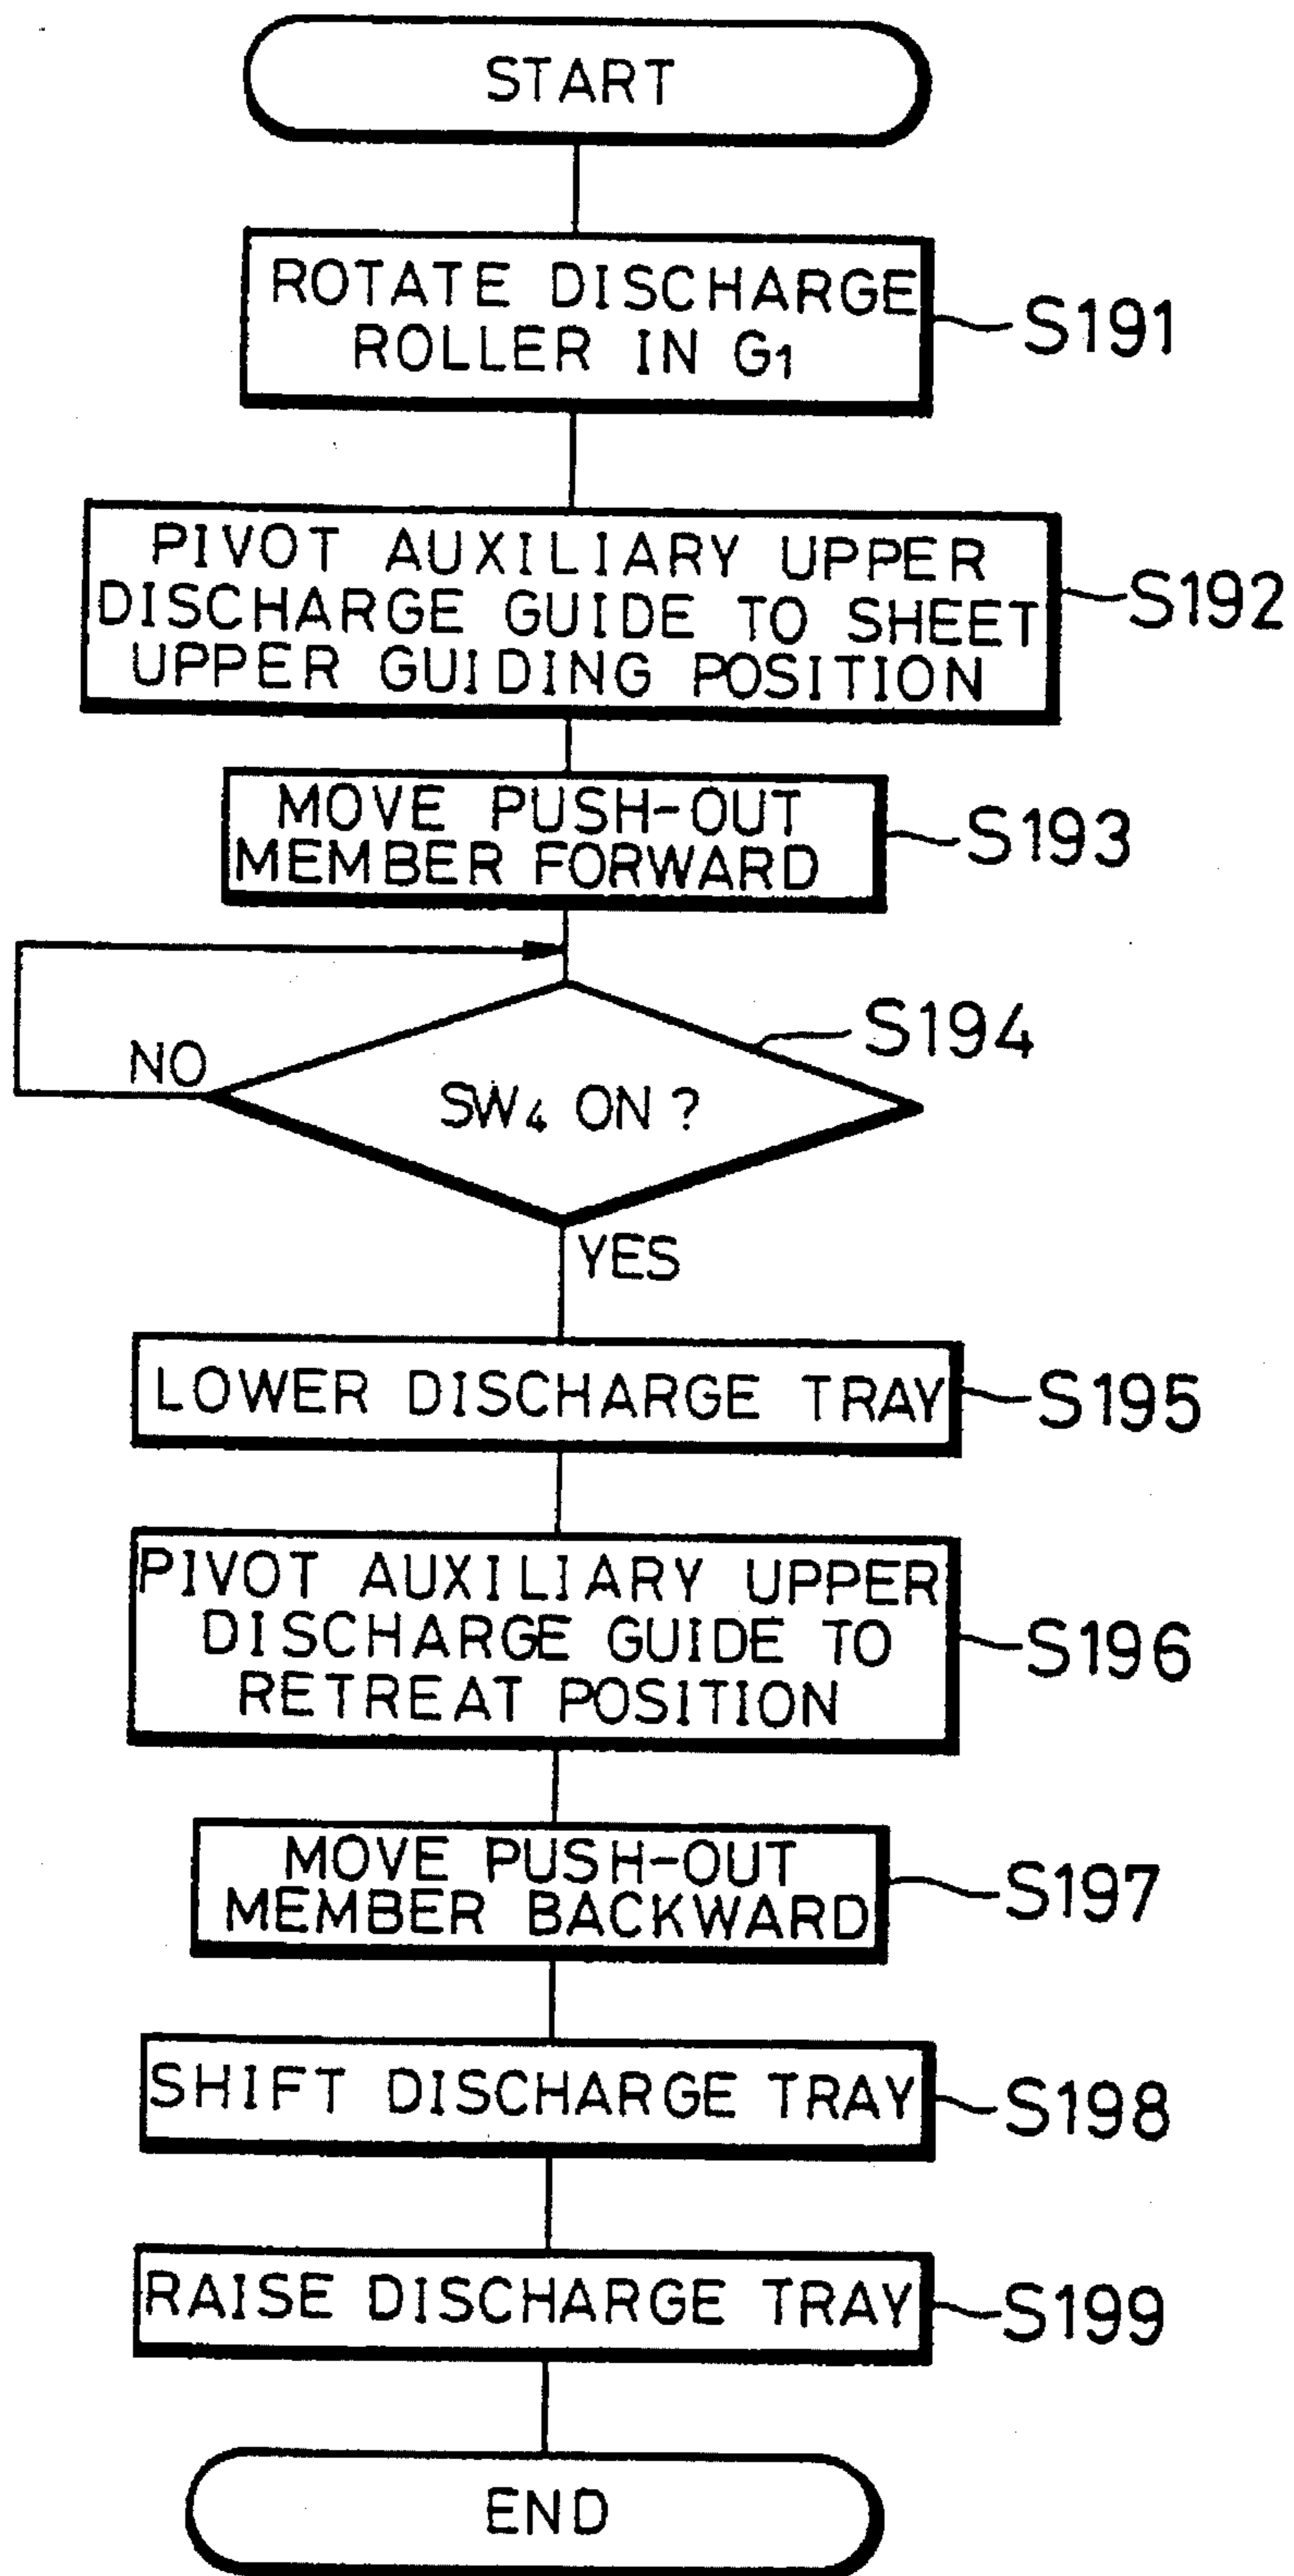 START
ROTATE DISCHARGE
ROLLER IN G1
S191
PIVOT AUXILIARY UPPER
DISCHARGE GUIDE TO SHEET
UPPER GUIDING POSITION
S192
MOVE PUSH-OUT
MEMBER FORWARD
S193
S194
NO
SW4 ON ?
YES
LOWER DISCHARGE TRAY
S195
PIVOT AUXILIARY UPPER
DISCHARGE GUIDE TO
RETREAT POSITION
S196
MOVE PUSH-OUT
MEMBER BACKWARD
S197
SHIFT DISCHARGE TRAY
S198
RAISE DISCHARGE TRAY
S199
END